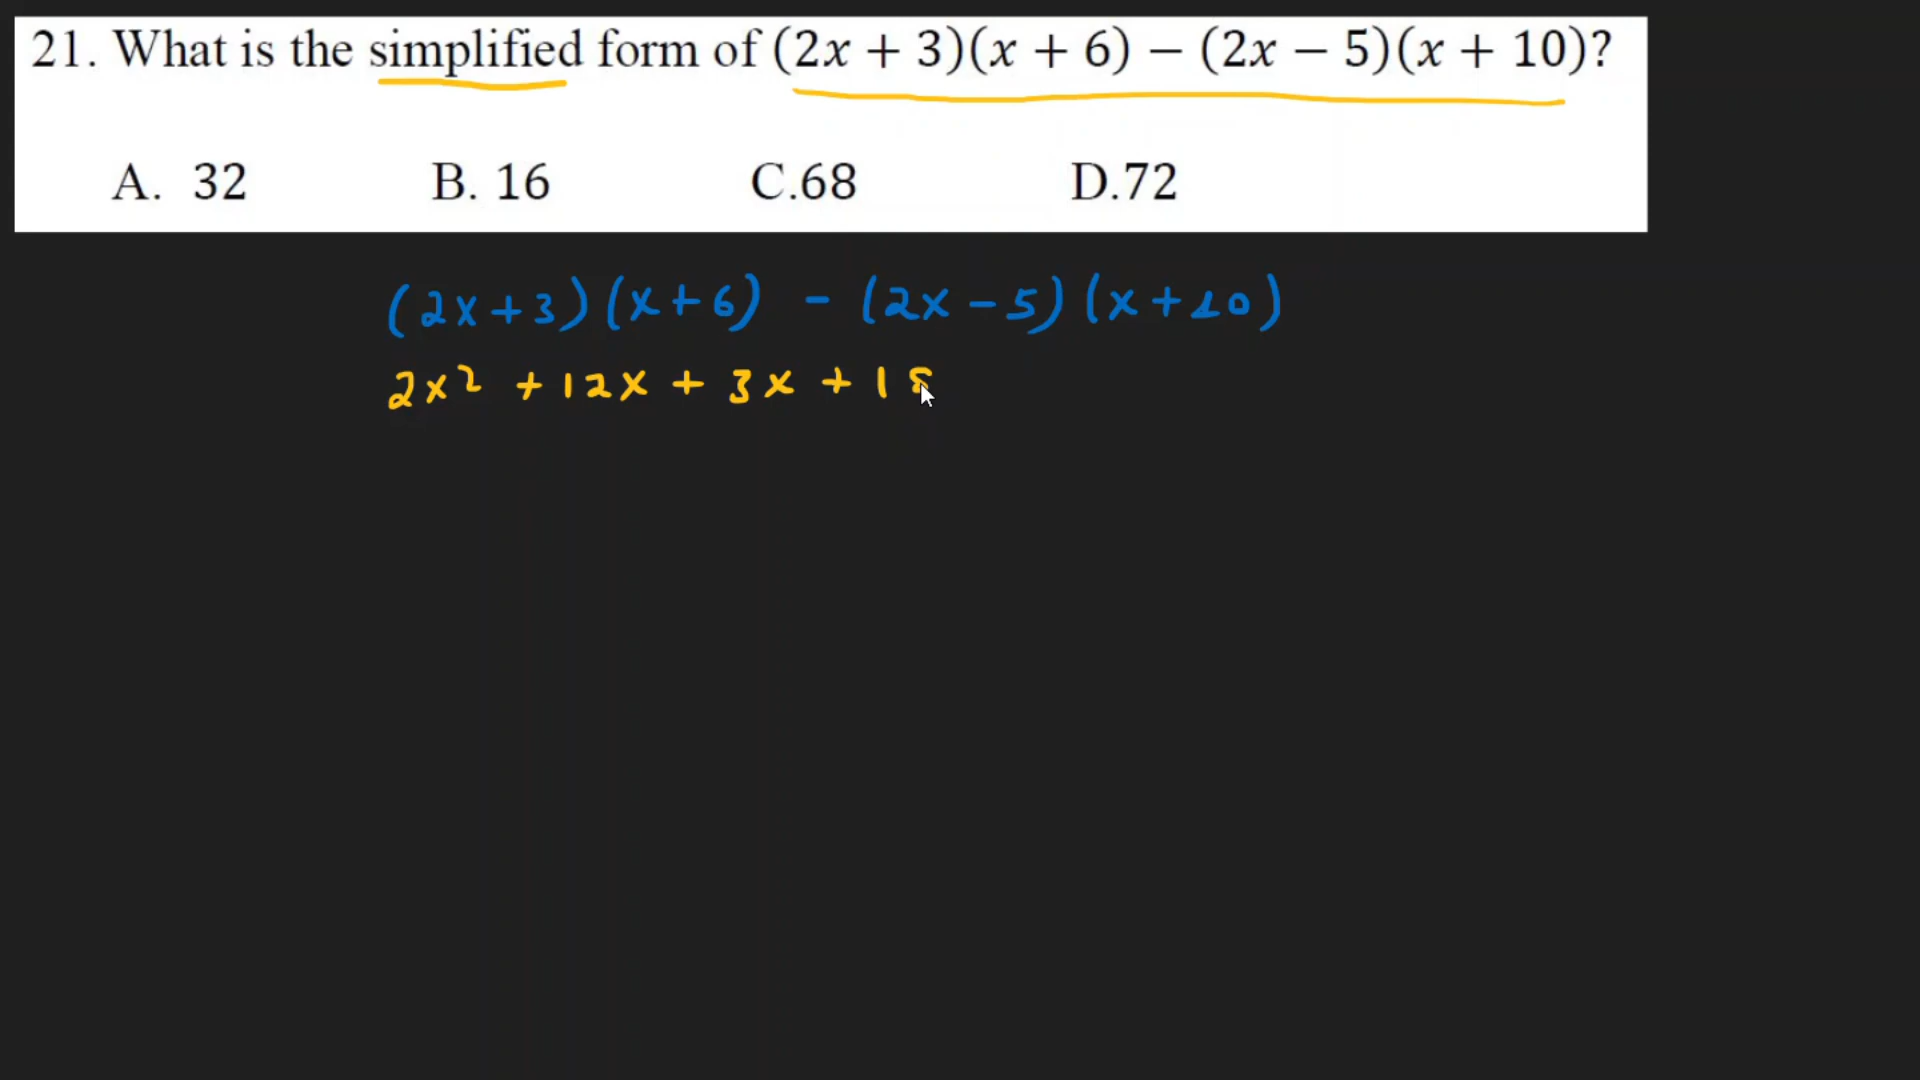 21. What is the simplified form of (2x + 3)(x + 6) − (2x − 5)(x + 10)?
A. 32 B. 16 C.68 D.72
(2x+3)(x+6) - (2x-5)(x+10)
2x² +12x + 3x + 18